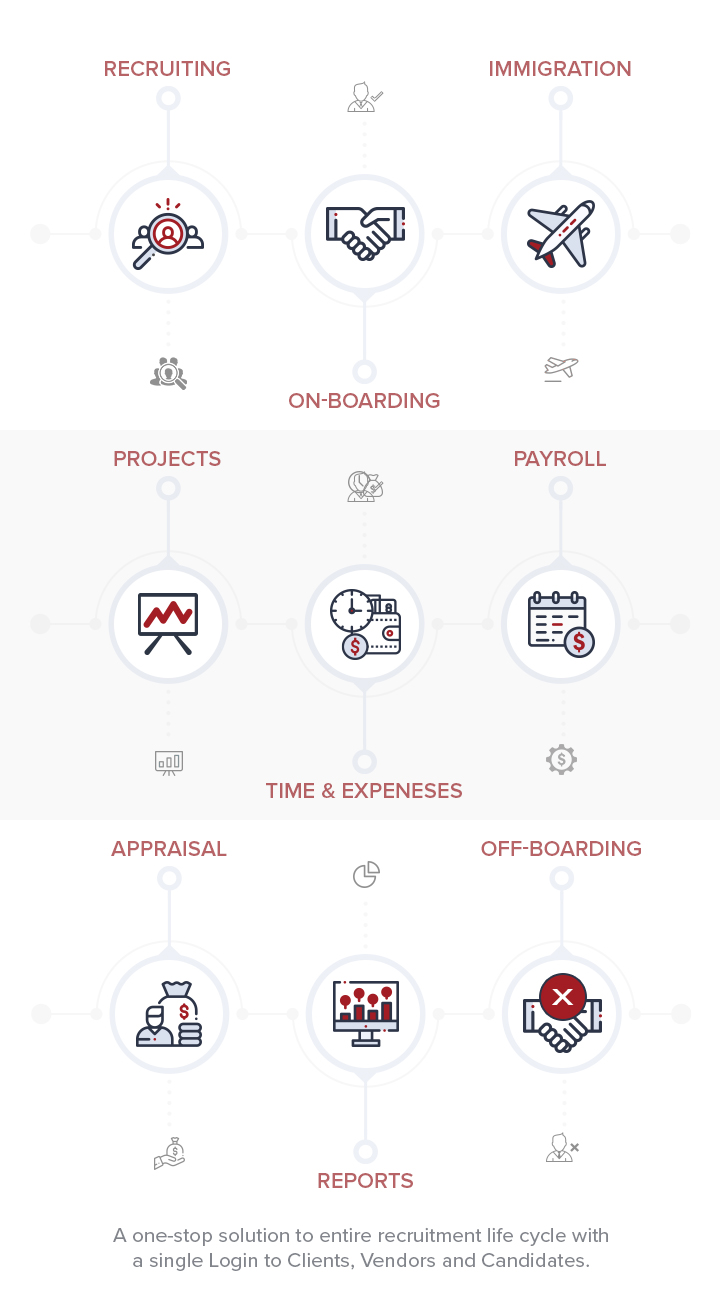 RECRUITING
IMMIGRATION
ON-BOARDING
PROJECTS
PAYROLL
$
$
TIME & EXPENESES
$
APPRAISAL
OFF-BOARDING
$
X
$
REPORTS
A one-stop solution to entire recruitment life cycle with
a single Login to Clients, Vendors and Candidates.